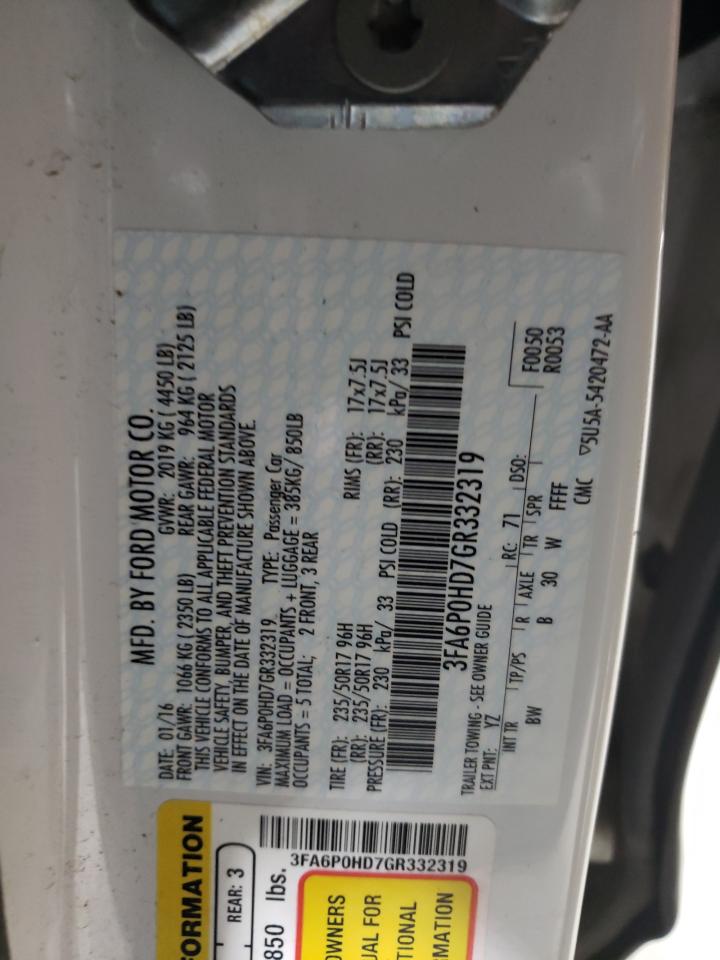 MFD. BY FORD MOTOR CO.
DATE: 01/16 GVWR: 2019 KG ( 4450 LB)
FRONT GAWR: 1066 KG ( 2350 LB) REAR GAWR: 964 KG ( 2125 LB)
THIS VEHICLE CONFORMS TO ALL APPLICABLE FEDERAL MOTOR
VEHICLE SAFETY, BUMPER, AND THEFT PREVENTION STANDARDS
IN EFFECT ON THE DATE OF MANUFACTURE SHOWN ABOVE.
VIN: 3FA6P0HD7GR332319 TYPE: Passenger Car
MAXIMUM LOAD = OCCUPANTS + LUGGAGE = 385KG/ 850LB
OCCUPANTS = 5 TOTAL; 2 FRONT, 3 REAR
TIRE (FR): 235/50R17 96H RIMS (FR): 17x7.5J
(RR): 235/50R17 96H (RR): 17x7.5J
PRESSURE (FR): 230 kPa/ 33 PSI COLD (RR): 230 kPa/ 33 PSI COLD
3FA6P0HD7GR332319
TRAILER TOWING - SEE OWNER GUIDE
EXT PNT: YZ RC: 71 DSO:
INT TR TP/PS R AXLE TR SPR F0050
BW B 30 W FFFF R0053
CMC ▽5U5A-5420472-AA
FORMATION
REAR: 3
850 lbs.
3FA6P0HD7GR332319
OWNERS
UAL FOR
TIONAL
RMATION